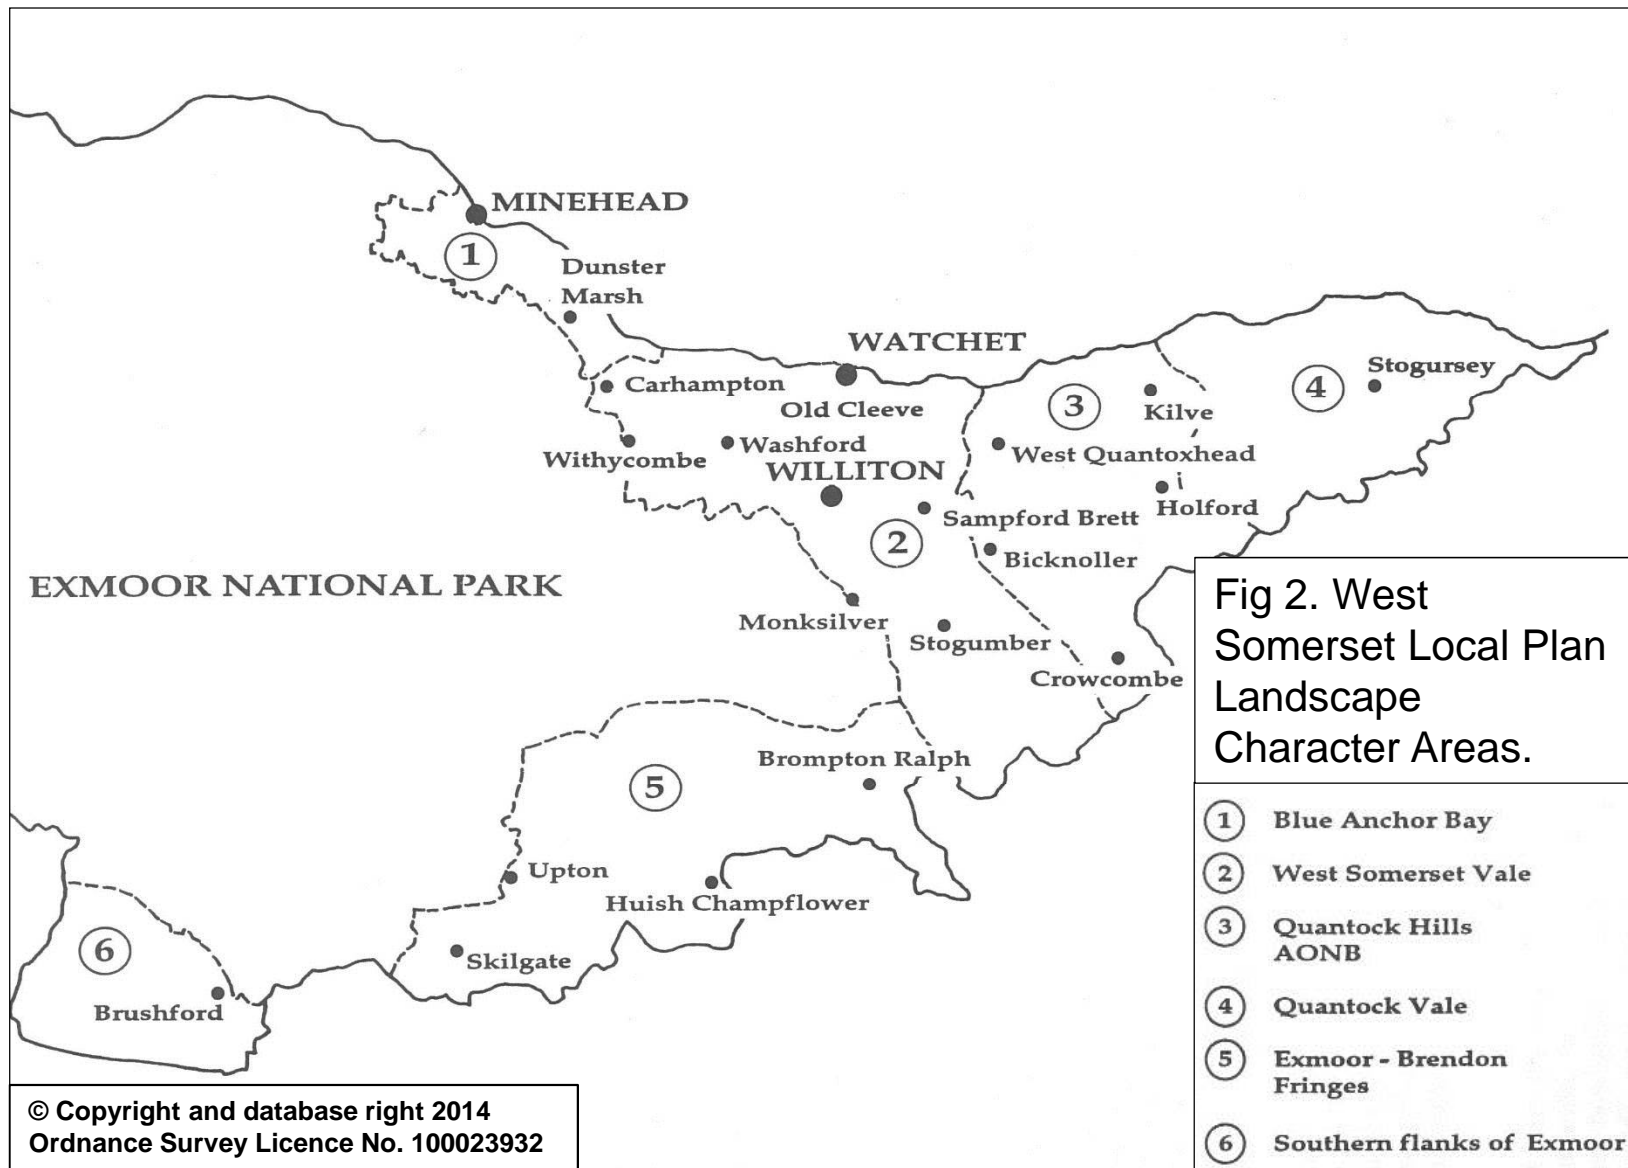 MINEHEAD
1
Dunster
Marsh
WATCHET
Carhampton
Old Cleeve
3
Kilve
4
Stogursey
Withycombe
Washford
WILLITON
West Quantoxhead
Holford
Sampford Brett
2
Bicknoller
EXMOOR NATIONAL PARK
Monksilver
Stogumber
Crowcombe
Brompton Ralph
5
Upton
Huish Champflower
Skilgate
6
Brushford
Fig 2. West
Somerset Local Plan
Landscape
Character Areas.
1 Blue Anchor Bay
2 West Somerset Vale
3 Quantock Hills
AONB
4 Quantock Vale
5 Exmoor - Brendon
Fringes
6 Southern flanks of Exmoor
© Copyright and database right 2014
Ordnance Survey Licence No. 100023932